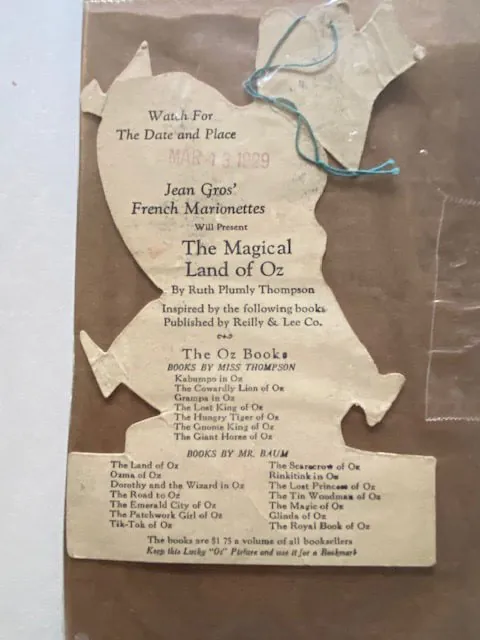 Watch For
The Date and Place
MAR 13 1929
Jean Gros'
French Marionettes
Will Present
The Magical
Land of Oz
By Ruth Plumly Thompson
Inspired by the following books
Published by Reilly & Lee Co.
The Oz Books
BOOKS BY MISS THOMPSON
Kabumpo in Oz
The Cowardly Lion of Oz
Grampa in Oz
The Lost King of Oz
The Hungry Tiger of Oz
The Gnome King of Oz
The Giant Horse of Oz
BOOKS BY MR. BAUM
The Land of Oz
Ozma of Oz
Dorothy and the Wizard in Oz
The Road to Oz
The Emerald City of Oz
The Patchwork Girl of Oz
Tik-Tok of Oz
The Scarecrow of Oz
Rinkitink in Oz
The Lost Princess of Oz
The Tin Woodman of Oz
The Magic of Oz
Glinda of Oz
The Royal Book of Oz
The books are $1 75 a volume of all booksellers
Keep this Lucky "Oz" Picture and use it for a Bookmark